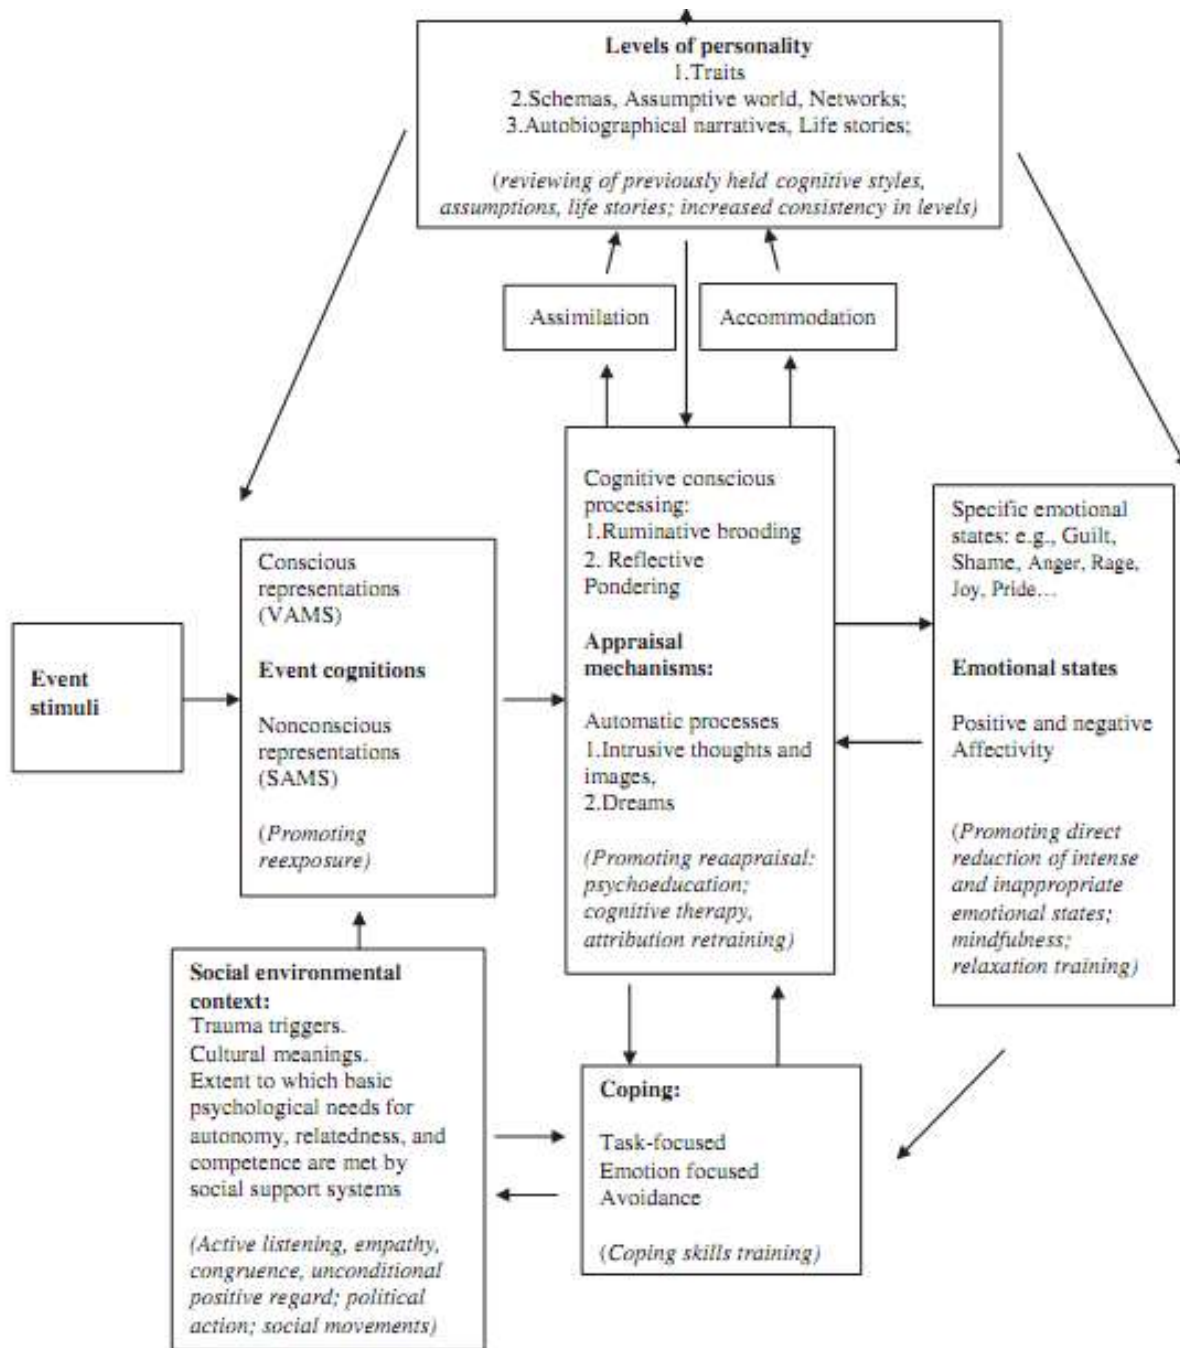 Levels of personality
1.Traits
2.Schemas, Assumptive world, Networks;
3.Autobiographical narratives, Life stories;
(reviewing of previously held cognitive styles,
assumptions, life stories; increased consistency in levels)
Assimilation
Accommodation
Event
stimuli
Conscious
representations
(VAMS)
Event cognitions
Nonconscious
representations
(SAMS)
(Promoting
reexposure)
Cognitive conscious
processing:
1.Ruminative brooding
2. Reflective
Pondering
Appraisal
mechanisms:
Automatic processes
1.Intrusive thoughts and
images,
2.Dreams
(Promoting reaappraisal:
psychoeducation;
cognitive therapy,
attribution retraining)
Specific emotional
states: e.g., Guilt,
Shame, Anger, Rage,
Joy, Pride…
Emotional states
Positive and negative
Affectivity
(Promoting direct
reduction of intense
and inappropriate
emotional states;
mindfulness;
relaxation training)
Social environmental
context:
Trauma triggers.
Cultural meanings.
Extent to which basic
psychological needs for
autonomy, relatedness, and
competence are met by
social support systems
(Active listening, empathy,
congruence, unconditional
positive regard; political
action; social movements)
Coping:
Task-focused
Emotion focused
Avoidance
(Coping skills training)